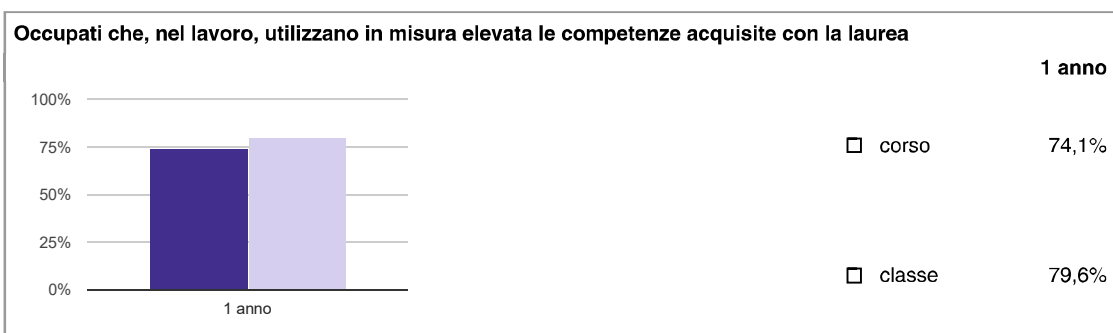 Occupati che, nel lavoro, utilizzano in misura elevata le competenze acquisite con la laurea
1 anno
100%
75%
50%
25%
0%
1 anno
corso 74,1%
classe 79,6%